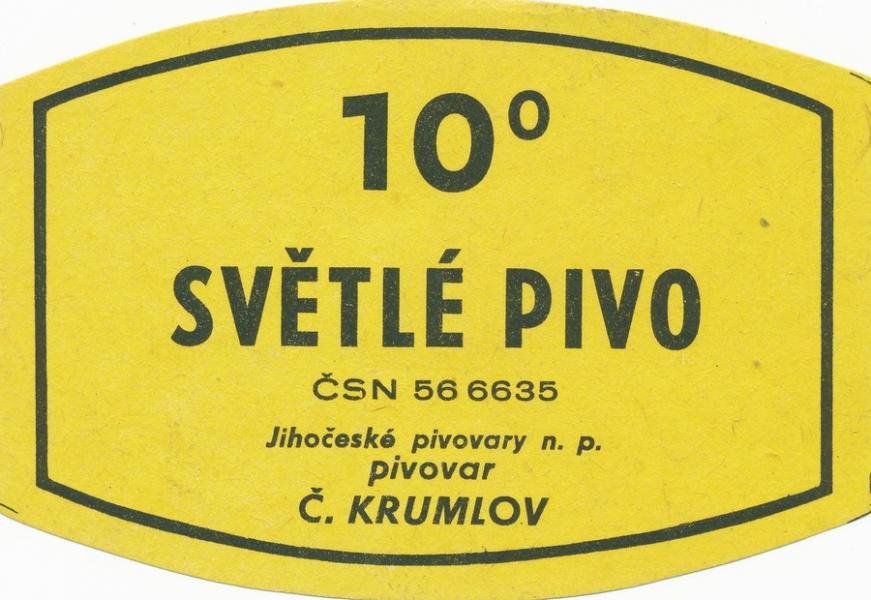 10°
SVĚTLÉ PIVO
ČSN 56 6635
Jihočeské pivovary n. p.
pivovar
Č. KRUMLOV